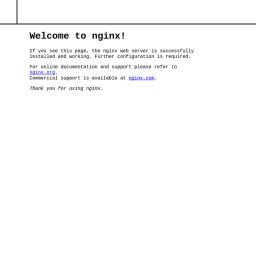 Welcome to nginx!
If you see this page, the nginx web server is successfully
installed and working. Further configuration is required.
For online documentation and support please refer to
nginx.org.
Commercial support is available at nginx.com.
Thank you for using nginx.